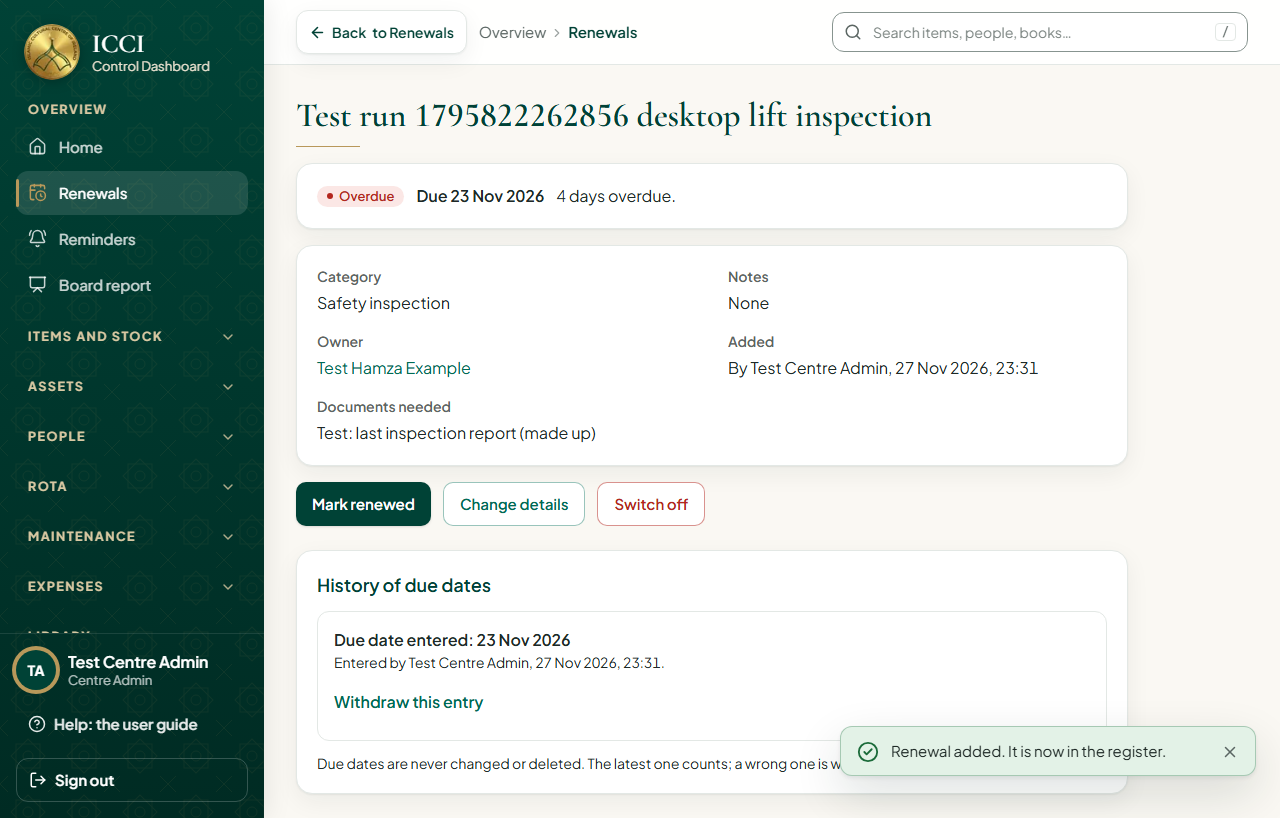 ICCI
Control Dashboard
OVERVIEW
Home
Renewals
Reminders
Board report
ITEMS AND STOCK
ASSETS
PEOPLE
ROTA
MAINTENANCE
EXPENSES
TA
Test Centre Admin
Centre Admin
Help: the user guide
Sign out
Back to Renewals
Overview › Renewals
Search items, people, books…
/
Test run 1795822262856 desktop lift inspection
Overdue Due 23 Nov 2026 4 days overdue.
Category
Safety inspection
Notes
None
Owner
Test Hamza Example
Added
By Test Centre Admin, 27 Nov 2026, 23:31
Documents needed
Test: last inspection report (made up)
Mark renewed
Change details
Switch off
History of due dates
Due date entered: 23 Nov 2026
Entered by Test Centre Admin, 27 Nov 2026, 23:31.
Withdraw this entry
Due dates are never changed or deleted. The latest one counts; a wrong one is
Renewal added. It is now in the register.